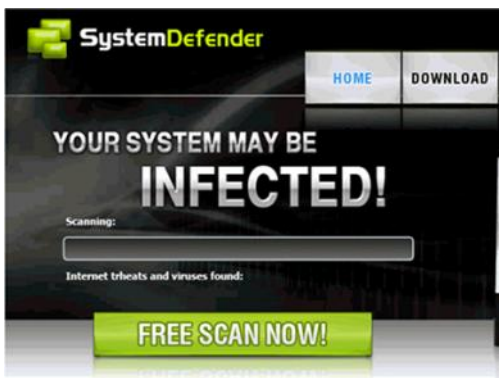 SystemDefender
HOME DOWNLOAD
YOUR SYSTEM MAY BE
INFECTED!
Scanning:
Internet trheats and viruses found:
FREE SCAN NOW!